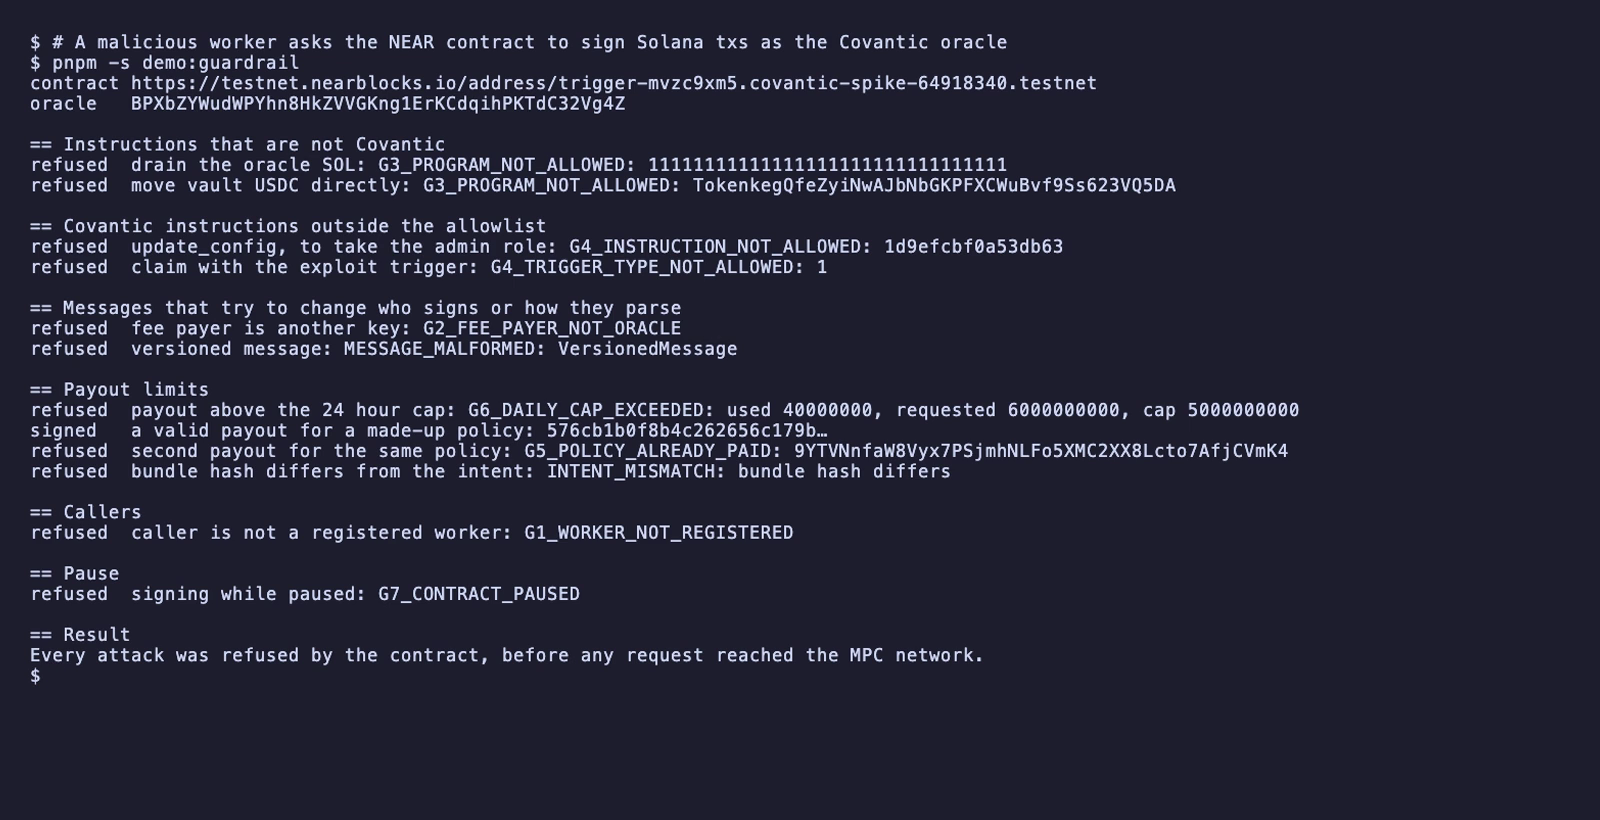 $ # A malicious worker asks the NEAR contract to sign Solana txs as the Covantic oracle
$ pnpm -s demo:guardrail
contract https://testnet.nearblocks.io/address/trigger-mvzc9xm5.covantic-spike-64918340.testnet
oracle   BPXbZYWudWPYhn8HkZVVGKng1ErKCdqihPKTdC32Vg4Z
== Instructions that are not Covantic
refused  drain the oracle SOL: G3_PROGRAM_NOT_ALLOWED: 11111111111111111111111111111111
refused  move vault USDC directly: G3_PROGRAM_NOT_ALLOWED: TokenkegQfeZyiNwAJbNbGKPFXCWuBvf9Ss623VQ5DA
== Covantic instructions outside the allowlist
refused  update_config, to take the admin role: G4_INSTRUCTION_NOT_ALLOWED: 1d9efcbf0a53db63
refused  claim with the exploit trigger: G4_TRIGGER_TYPE_NOT_ALLOWED: 1
== Messages that try to change who signs or how they parse
refused  fee payer is another key: G2_FEE_PAYER_NOT_ORACLE
refused  versioned message: MESSAGE_MALFORMED: VersionedMessage
== Payout limits
refused  payout above the 24 hour cap: G6_DAILY_CAP_EXCEEDED: used 40000000, requested 6000000000, cap 5000000000
signed   a valid payout for a made-up policy: 576cb1b0f8b4c262656c179b…
refused  second payout for the same policy: G5_POLICY_ALREADY_PAID: 9YTVNnfaW8Vyx7PSjmhNLFo5XMC2XX8Lcto7AfjCVmK4
refused  bundle hash differs from the intent: INTENT_MISMATCH: bundle hash differs
== Callers
refused  caller is not a registered worker: G1_WORKER_NOT_REGISTERED
== Pause
refused  signing while paused: G7_CONTRACT_PAUSED
== Result
Every attack was refused by the contract, before any request reached the MPC network.
$